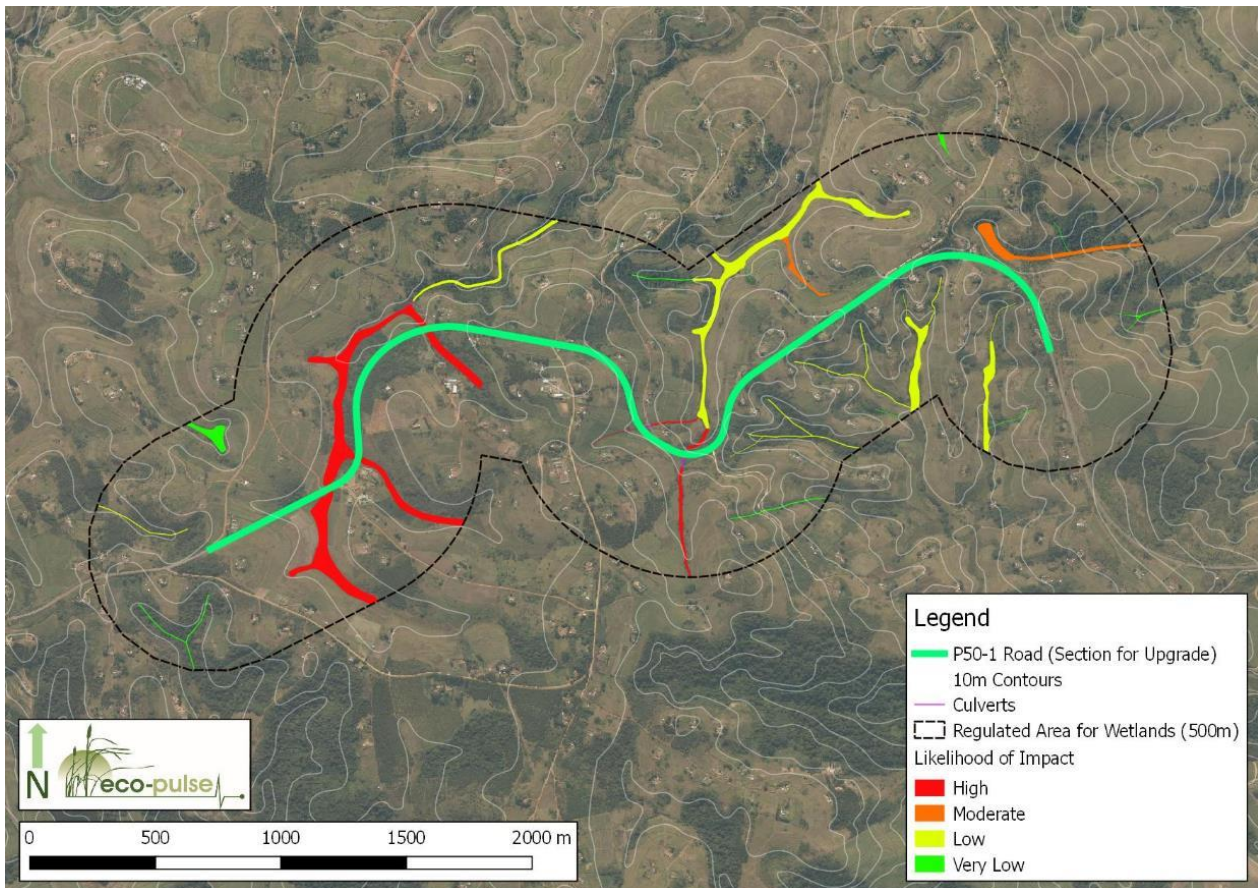 Legend
P50-1 Road (Section for Upgrade)
10m Contours
Culverts
Regulated Area for Wetlands (500m)
Likelihood of Impact
High
Moderate
Low
Very Low
N
eco-pulse
0 500 1000 1500 2000 m